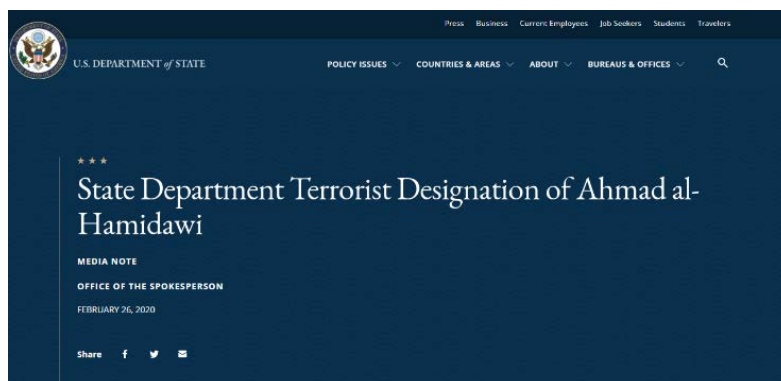 Press Business Current Employees Job Seekers Students Travelers
U.S. DEPARTMENT of STATE
POLICY ISSUES COUNTRIES & AREAS ABOUT BUREAUS & OFFICES
State Department Terrorist Designation of Ahmad al-
Hamidawi
MEDIA NOTE
OFFICE OF THE SPOKESPERSON
FEBRUARY 26, 2020
Share